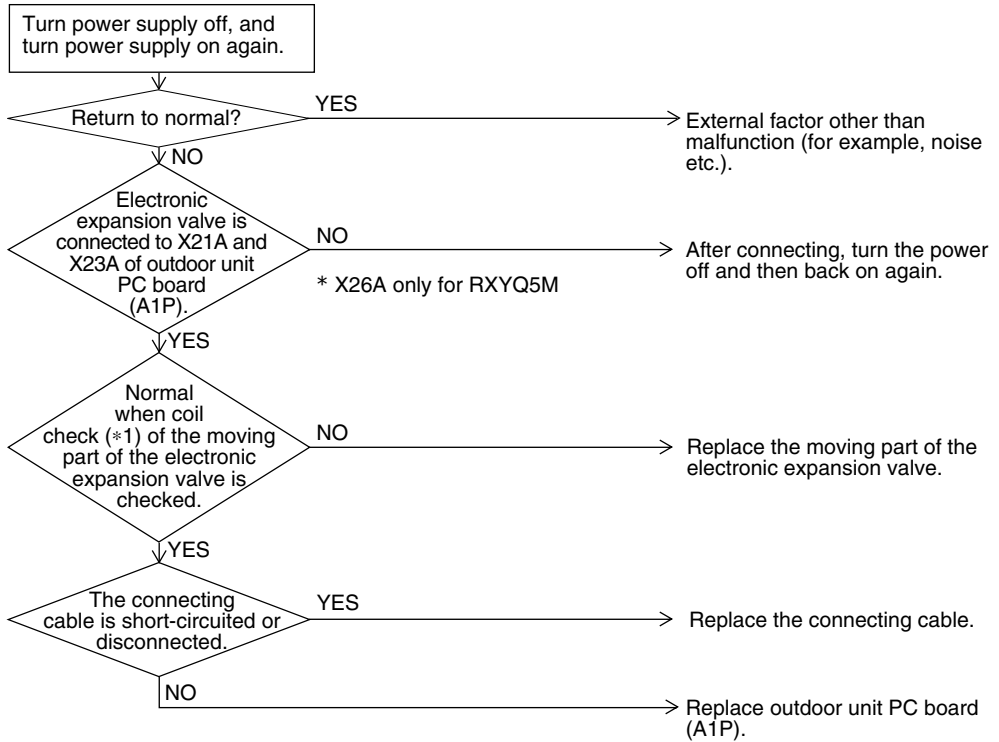 Turn power supply off, and
turn power supply on again.
Return to normal?
YES
External factor other than
malfunction (for example, noise
etc.).
NO
Electronic
expansion valve is
connected to X21A and
X23A of outdoor unit
PC board
(A1P).
NO
* X26A only for RXYQ5M
After connecting, turn the power
off and then back on again.
YES
Normal
when coil
check (*1) of the moving
part of the electronic
expansion valve is
checked.
NO
Replace the moving part of the
electronic expansion valve.
YES
The connecting
cable is short-circuited or
disconnected.
YES
Replace the connecting cable.
NO
Replace outdoor unit PC board
(A1P).